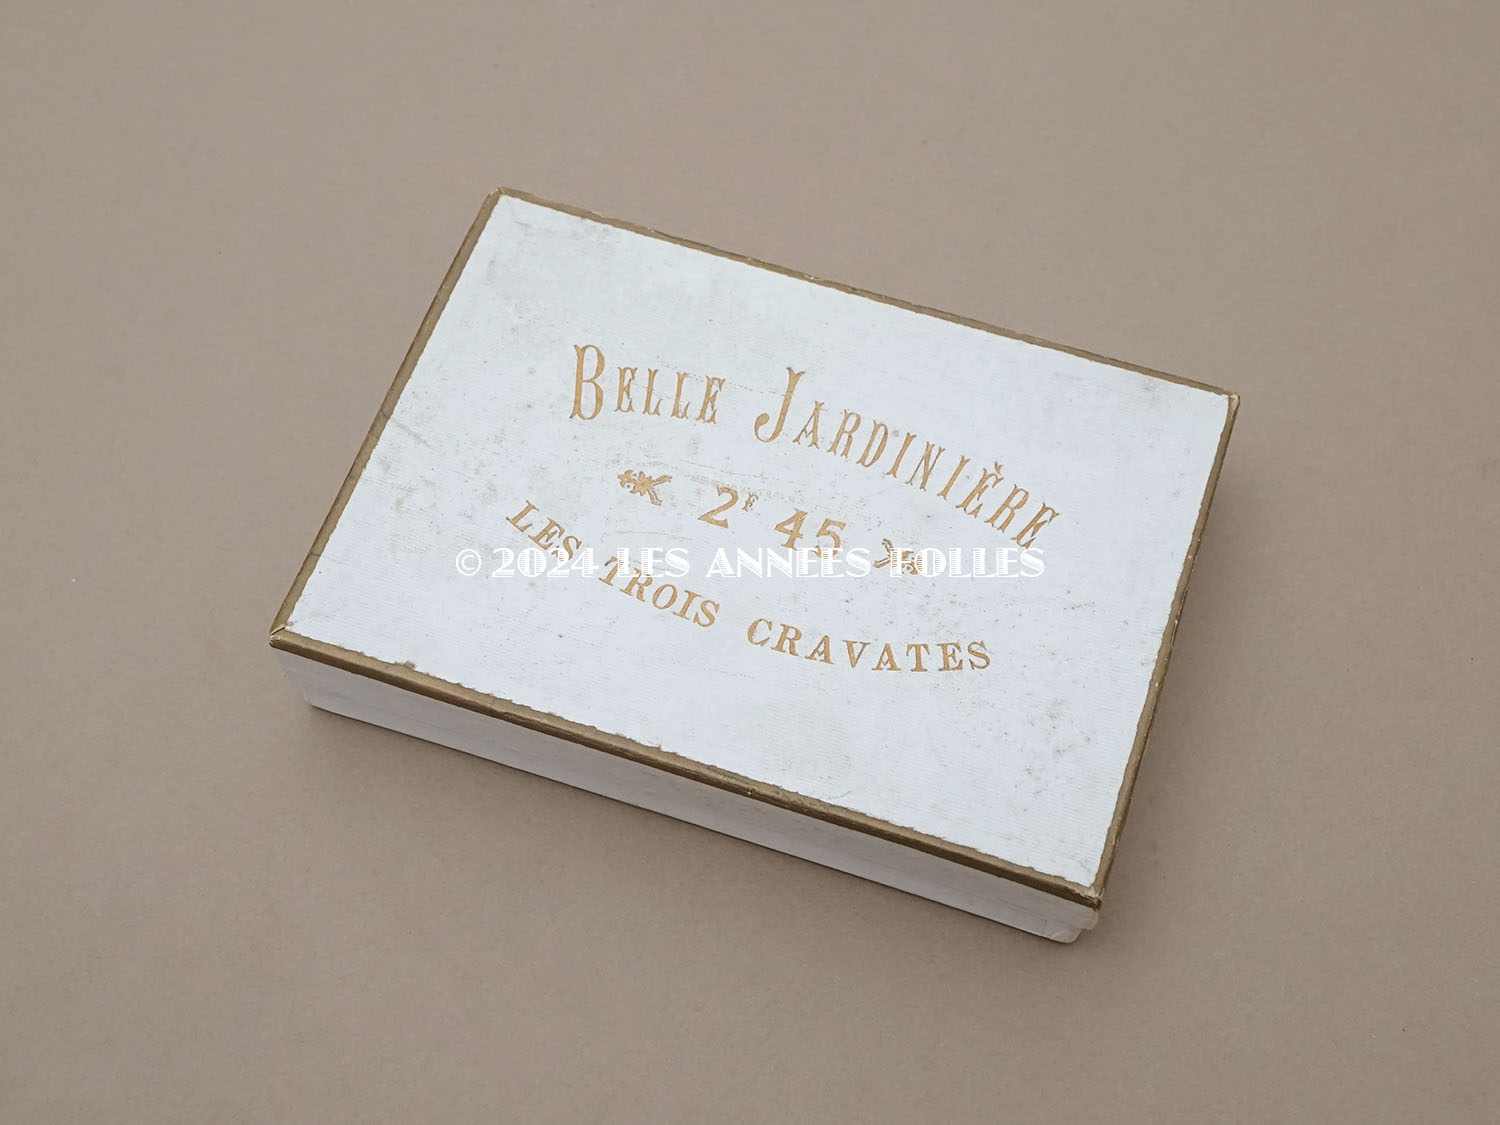 BELLE JARDINIÈRE
2F 45
LES TROIS CRAVATES
© 2024 LES ANNEES FOLLES